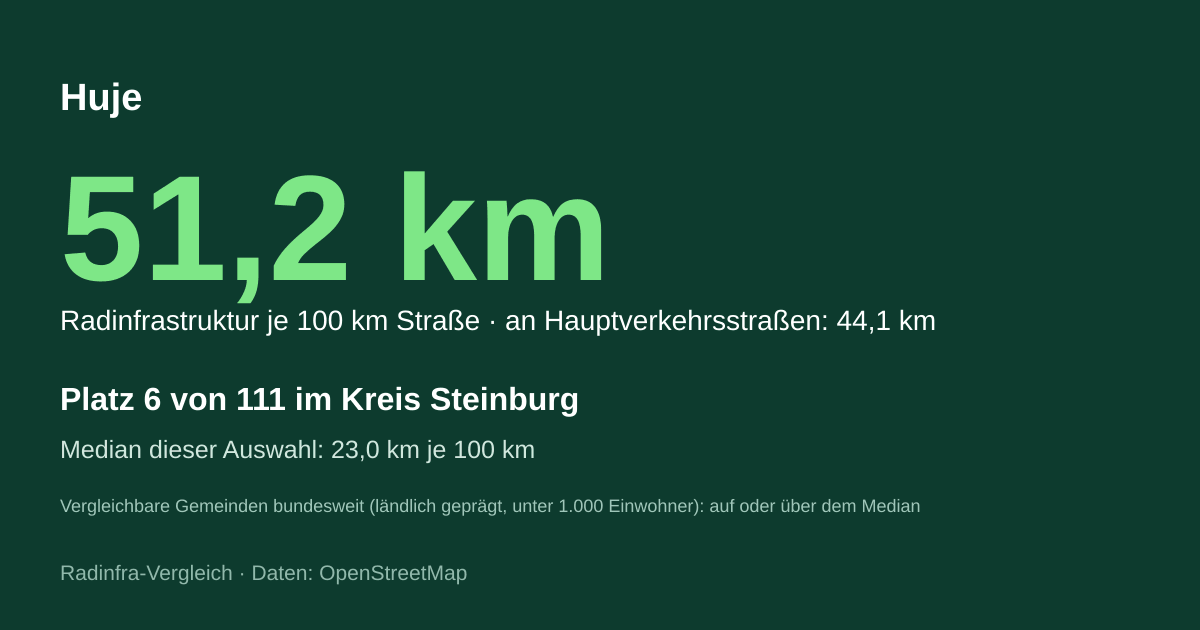 Huje
51,2 km
Radinfrastruktur je 100 km Straße · an Hauptverkehrsstraßen: 44,1 km
Platz 6 von 111 im Kreis Steinburg
Median dieser Auswahl: 23,0 km je 100 km
Vergleichbare Gemeinden bundesweit (ländlich geprägt, unter 1.000 Einwohner): auf oder über dem Median
Radinfra-Vergleich · Daten: OpenStreetMap